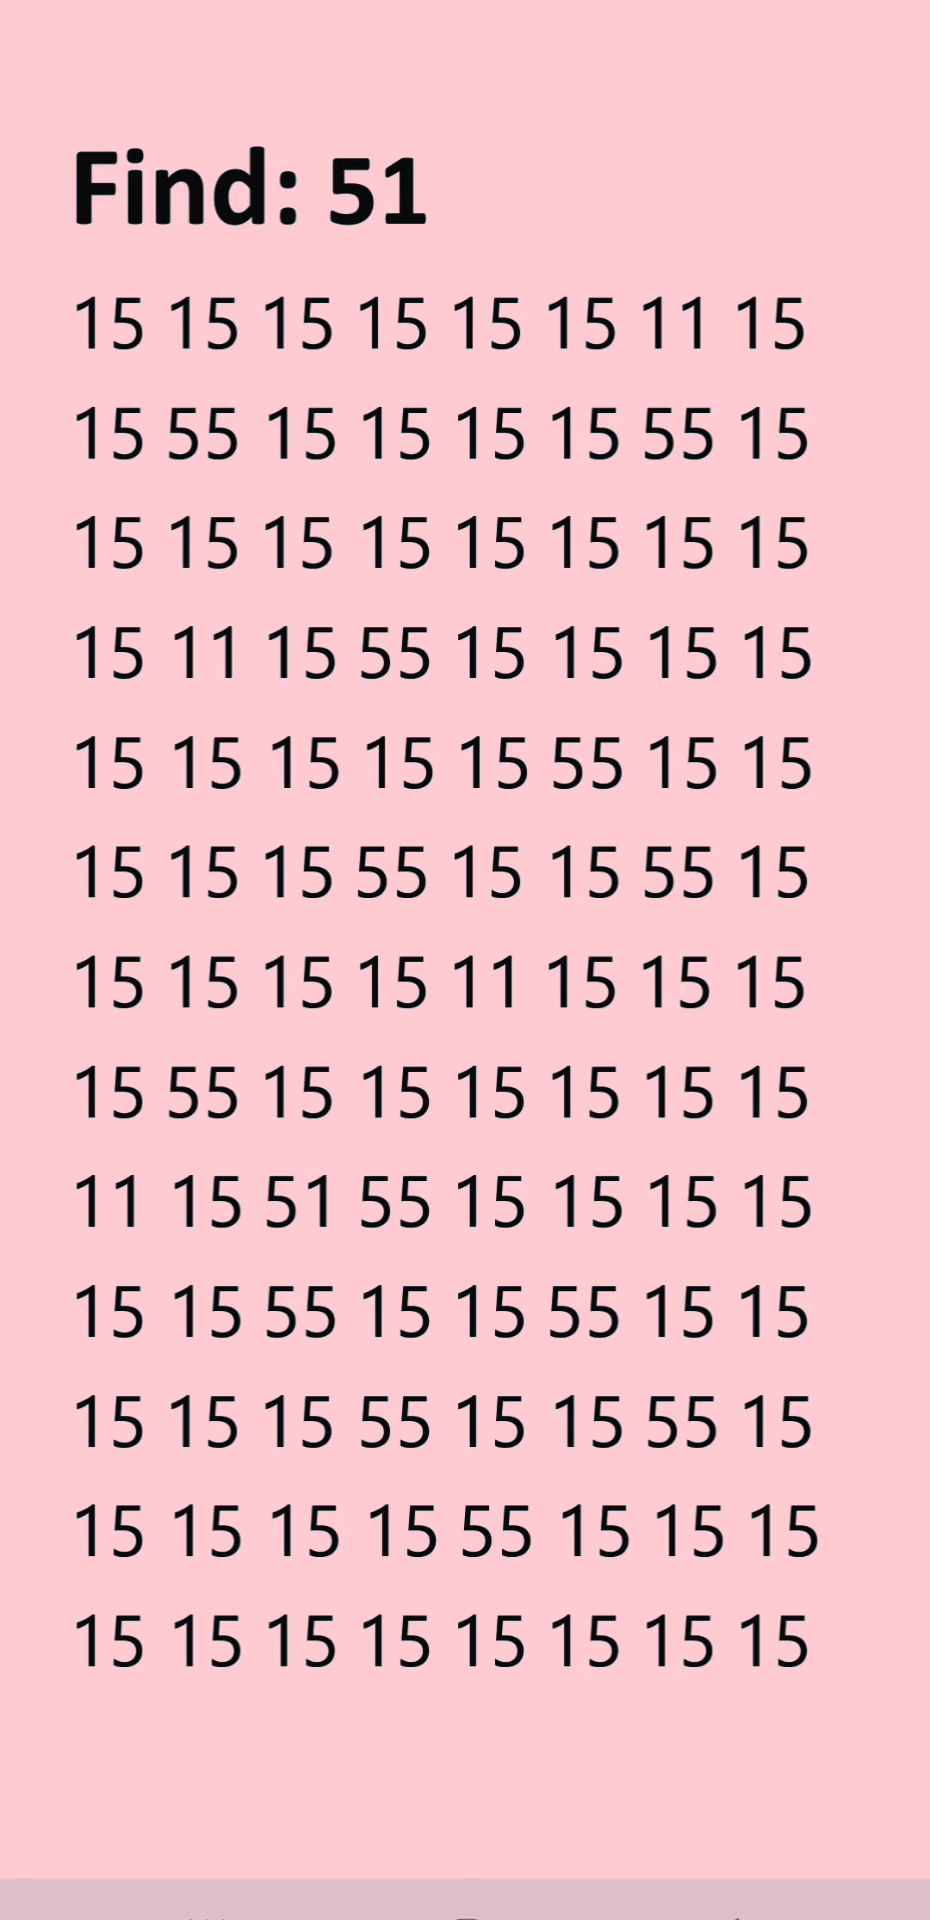 Find: 51
15 15 15 15 15 15 11 15
15 55 15 15 15 15 55 15
15 15 15 15 15 15 15 15
15 11 15 55 15 15 15 15
15 15 15 15 15 55 15 15
15 15 15 55 15 15 55 15
15 15 15 15 11 15 15 15
15 55 15 15 15 15 15 15
11 15 51 55 15 15 15 15
15 15 55 15 15 55 15 15
15 15 15 55 15 15 55 15
15 15 15 15 55 15 15 15
15 15 15 15 15 15 15 15